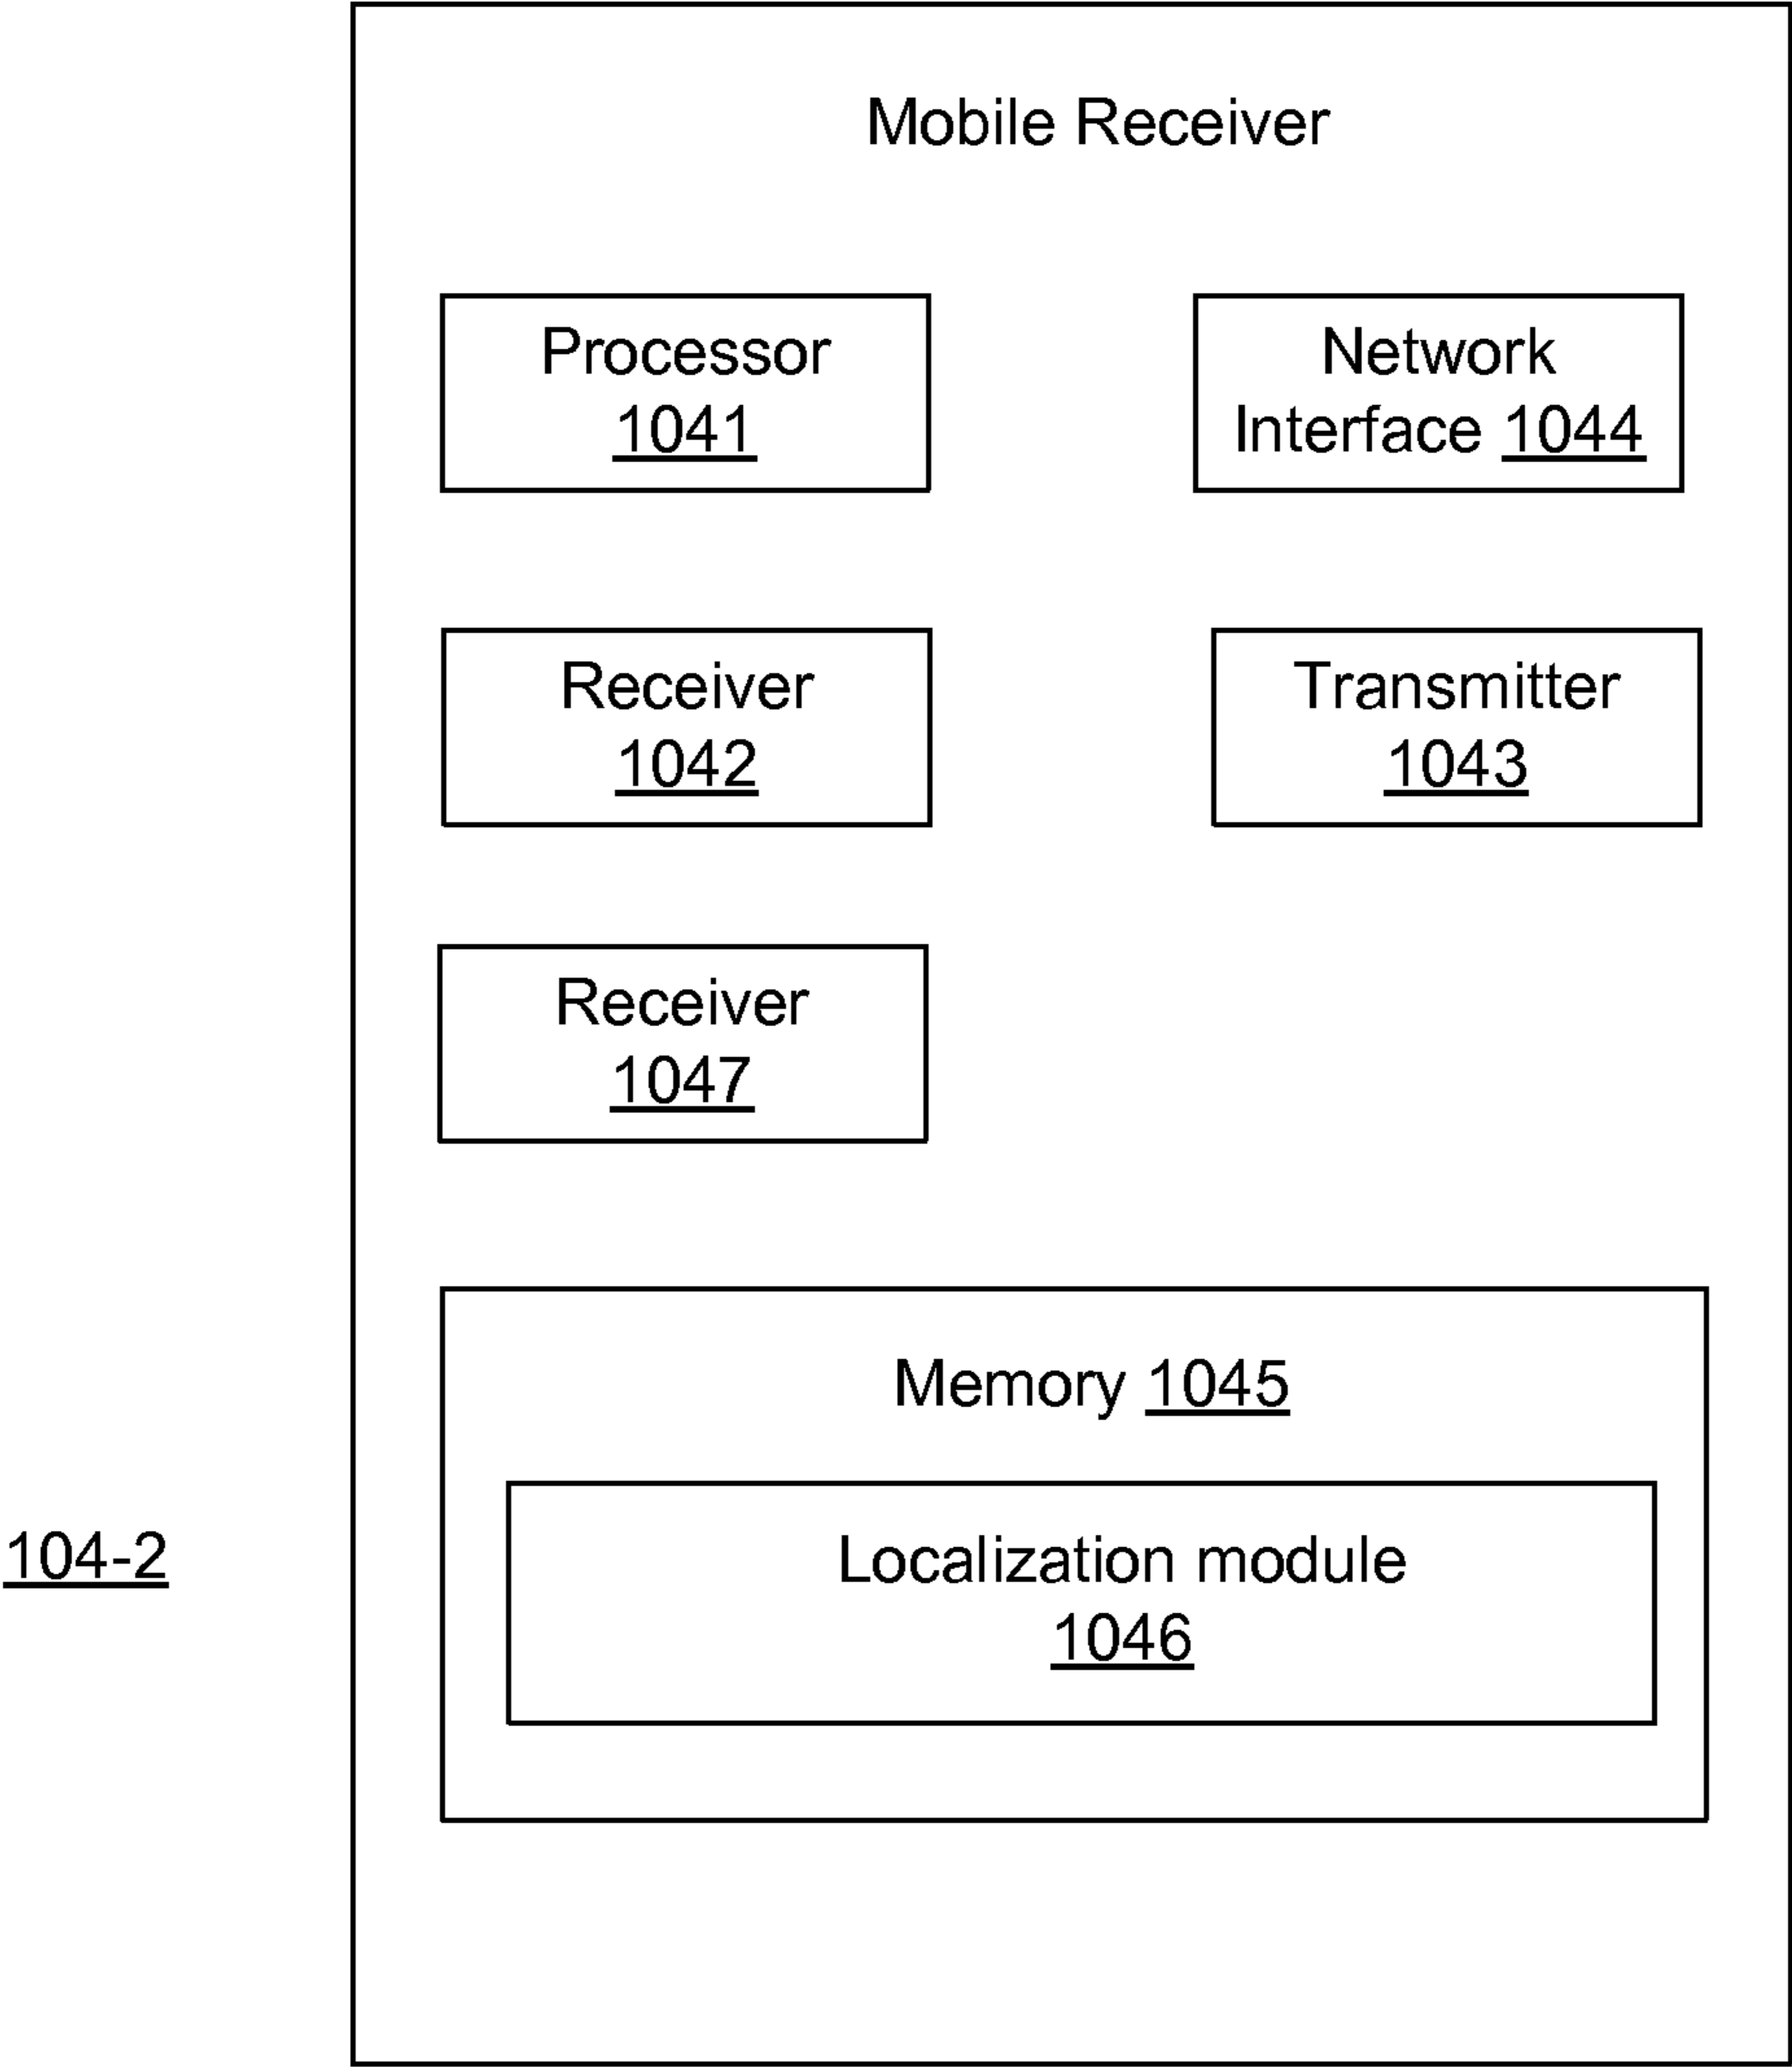 Mobile Receiver
Processor
1041
Network
Interface 1044
Receiver
1042
Transmitter
1043
Receiver
1047
Memory 1045
Localization module
1046
104-2